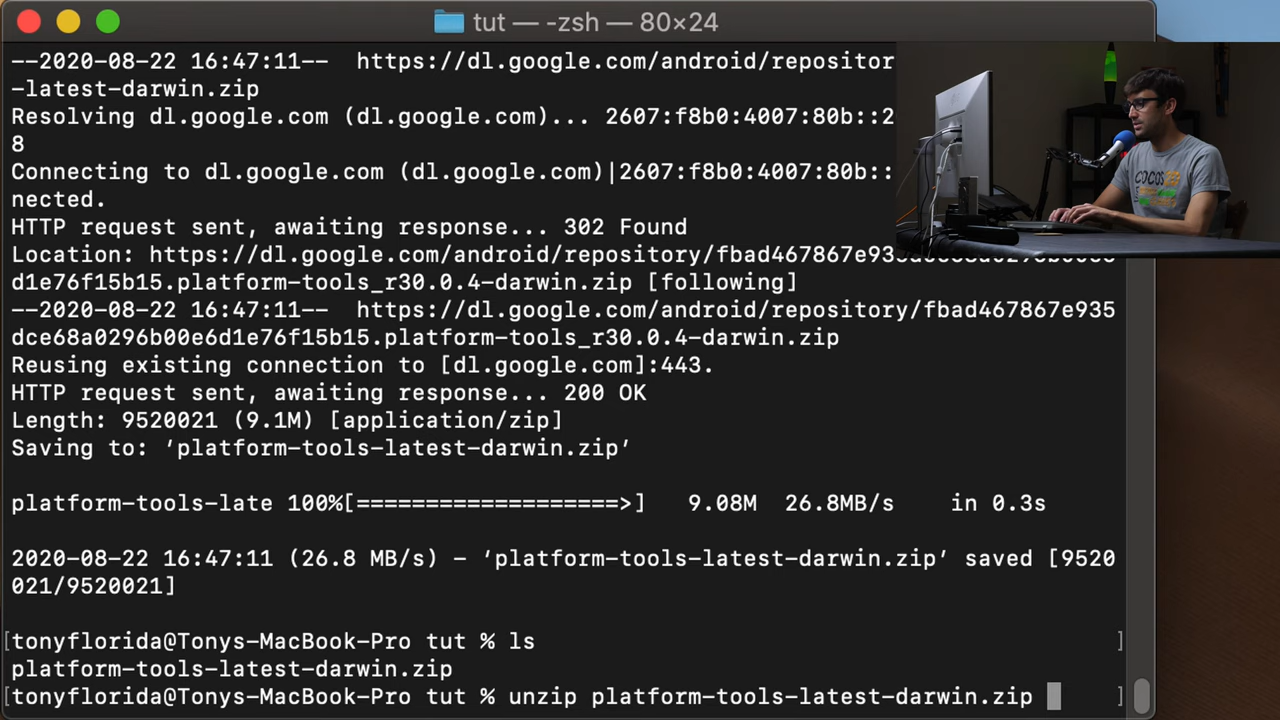 tut — -zsh — 80×24
--2020-08-22 16:47:11--  https://dl.google.com/android/repositor
-latest-darwin.zip
Resolving dl.google.com (dl.google.com)... 2607:f8b0:4007:80b::2
8
Connecting to dl.google.com (dl.google.com)|2607:f8b0:4007:80b::
nected.
HTTP request sent, awaiting response... 302 Found
Location: https://dl.google.com/android/repository/fbad467867e93
d1e76f15b15.platform-tools_r30.0.4-darwin.zip [following]
--2020-08-22 16:47:11--  https://dl.google.com/android/repository/fbad467867e935
dce68a0296b00e6d1e76f15b15.platform-tools_r30.0.4-darwin.zip
Reusing existing connection to [dl.google.com]:443.
HTTP request sent, awaiting response... 200 OK
Length: 9520021 (9.1M) [application/zip]
Saving to: ‘platform-tools-latest-darwin.zip’
platform-tools-late 100%[===================>]   9.08M  26.8MB/s    in 0.3s
2020-08-22 16:47:11 (26.8 MB/s) - ‘platform-tools-latest-darwin.zip’ saved [9520
021/9520021]
[tonyflorida@Tonys-MacBook-Pro tut % ls ]
platform-tools-latest-darwin.zip
[tonyflorida@Tonys-MacBook-Pro tut % unzip platform-tools-latest-darwin.zip ]
COCOS